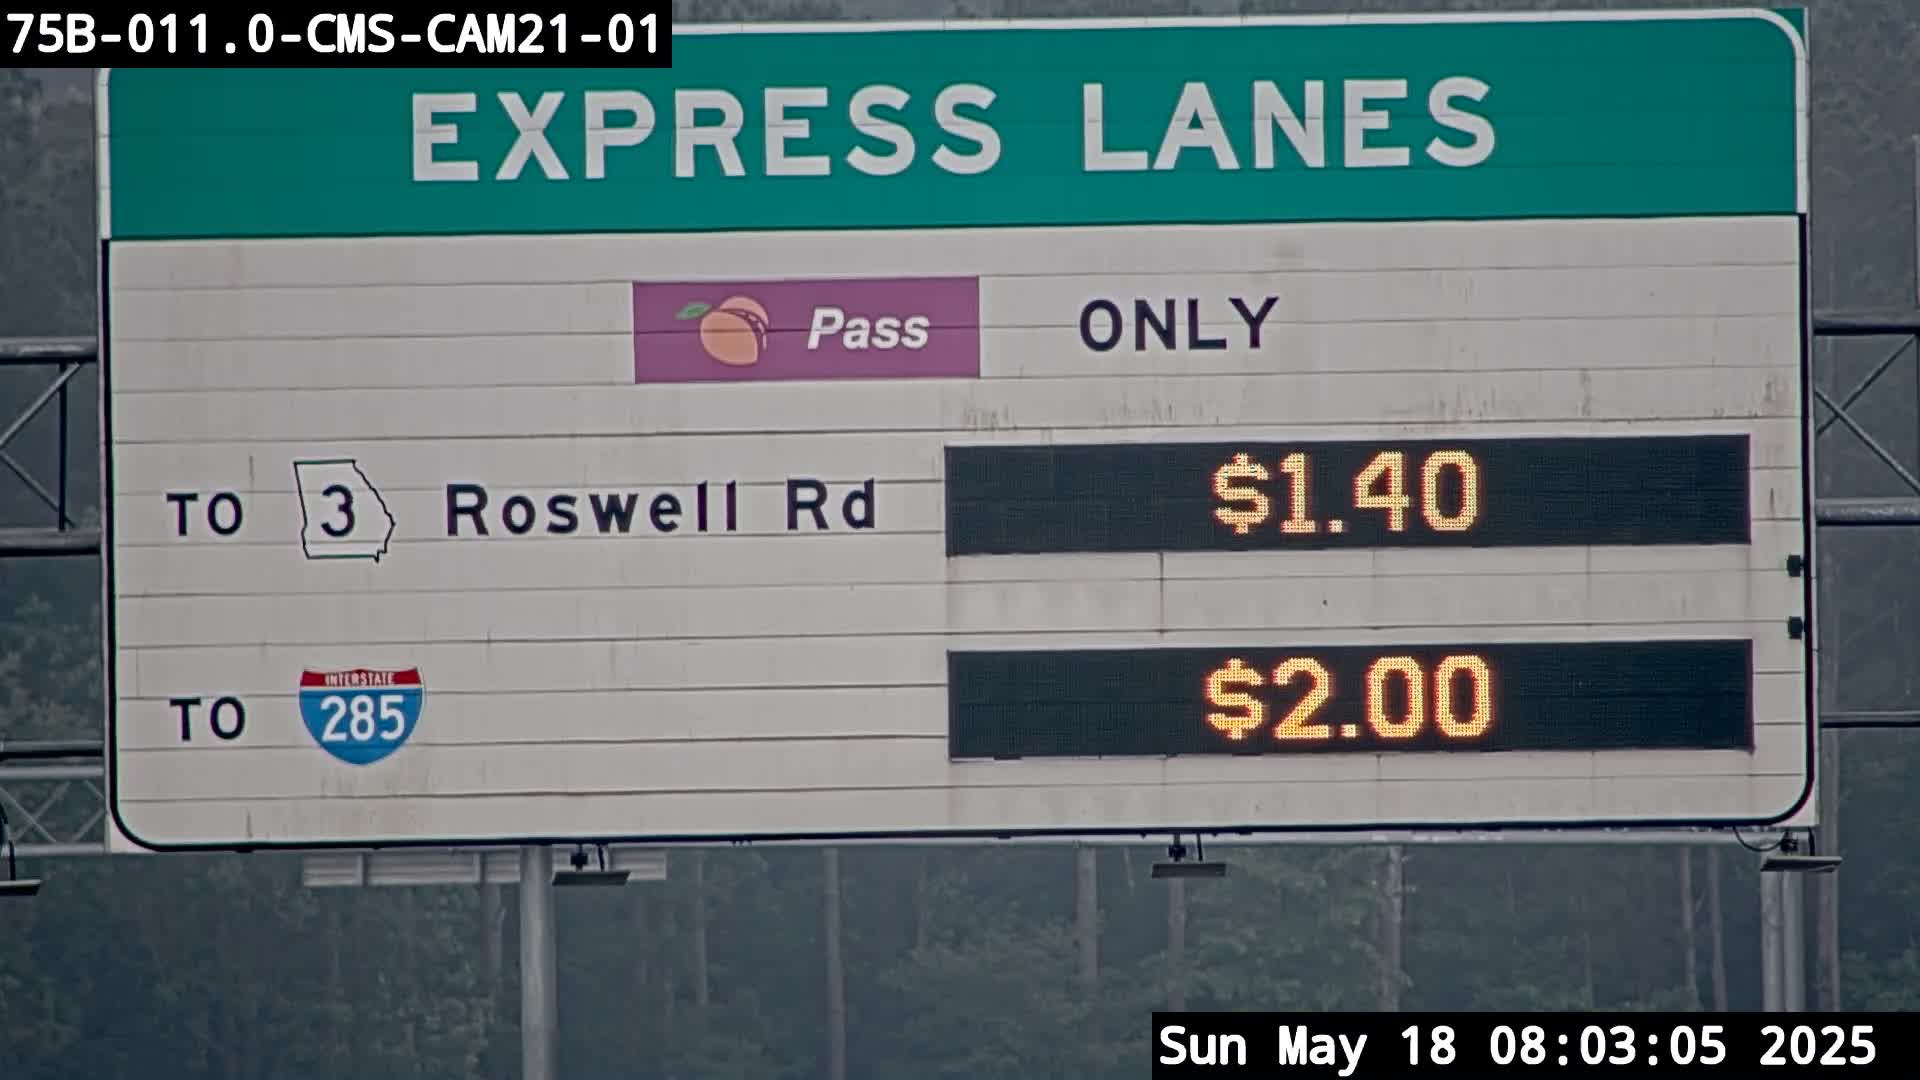 75B-011.0-CMS-CAM21-01
EXPRESS LANES
Pass ONLY
TO 3 Roswell Rd $1.40
INTERSTATE
TO 285 $2.00
Sun May 18 08:03:05 2025